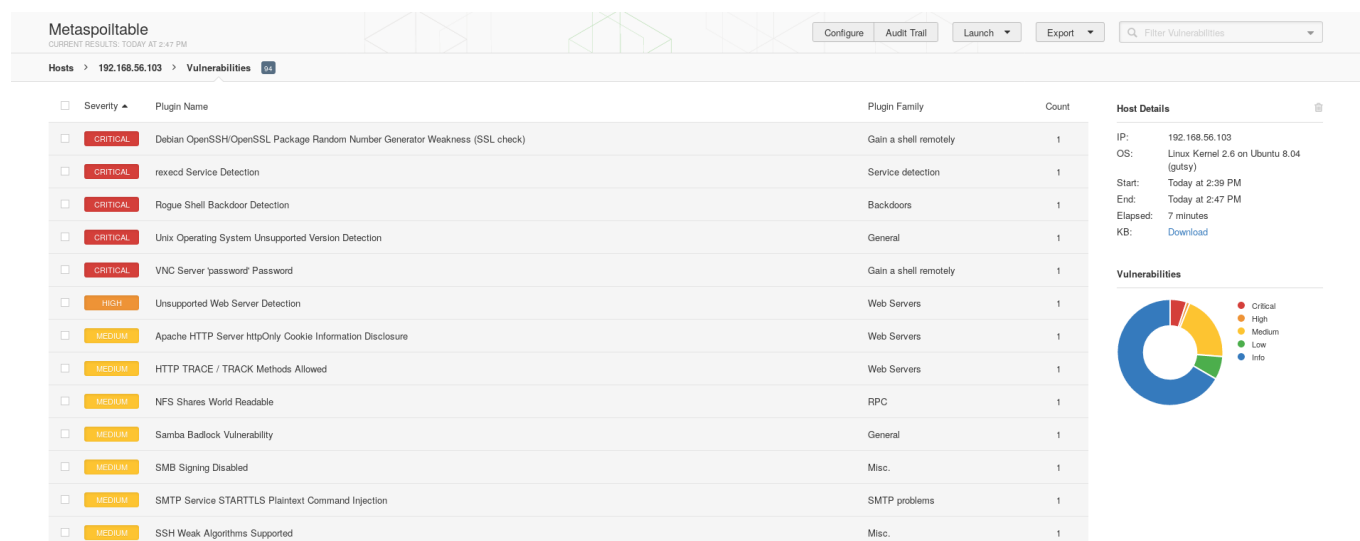 Metaspoiltable
CURRENT RESULTS: TODAY AT 2:47 PM
Configure Audit Trail Launch Export Filter Vulnerabilities
Hosts > 192.168.56.103 > Vulnerabilities 94
Severity Plugin Name Plugin Family Count
CRITICAL Debian OpenSSH/OpenSSL Package Random Number Generator Weakness (SSL check) Gain a shell remotely 1
CRITICAL rexecd Service Detection Service detection 1
CRITICAL Rogue Shell Backdoor Detection Backdoors 1
CRITICAL Unix Operating System Unsupported Version Detection General 1
CRITICAL VNC Server 'password' Password Gain a shell remotely 1
HIGH Unsupported Web Server Detection Web Servers 1
MEDIUM Apache HTTP Server httpOnly Cookie Information Disclosure Web Servers 1
MEDIUM HTTP TRACE / TRACK Methods Allowed Web Servers 1
MEDIUM NFS Shares World Readable RPC 1
MEDIUM Samba Badlock Vulnerability General 1
MEDIUM SMB Signing Disabled Misc. 1
MEDIUM SMTP Service STARTTLS Plaintext Command Injection SMTP problems 1
MEDIUM SSH Weak Algorithms Supported Misc. 1
Host Details
IP: 192.168.56.103
OS: Linux Kernel 2.6 on Ubuntu 8.04
(gutsy)
Start: Today at 2:39 PM
End: Today at 2:47 PM
Elapsed: 7 minutes
KB: Download
Vulnerabilities
Critical
High
Medium
Low
Info